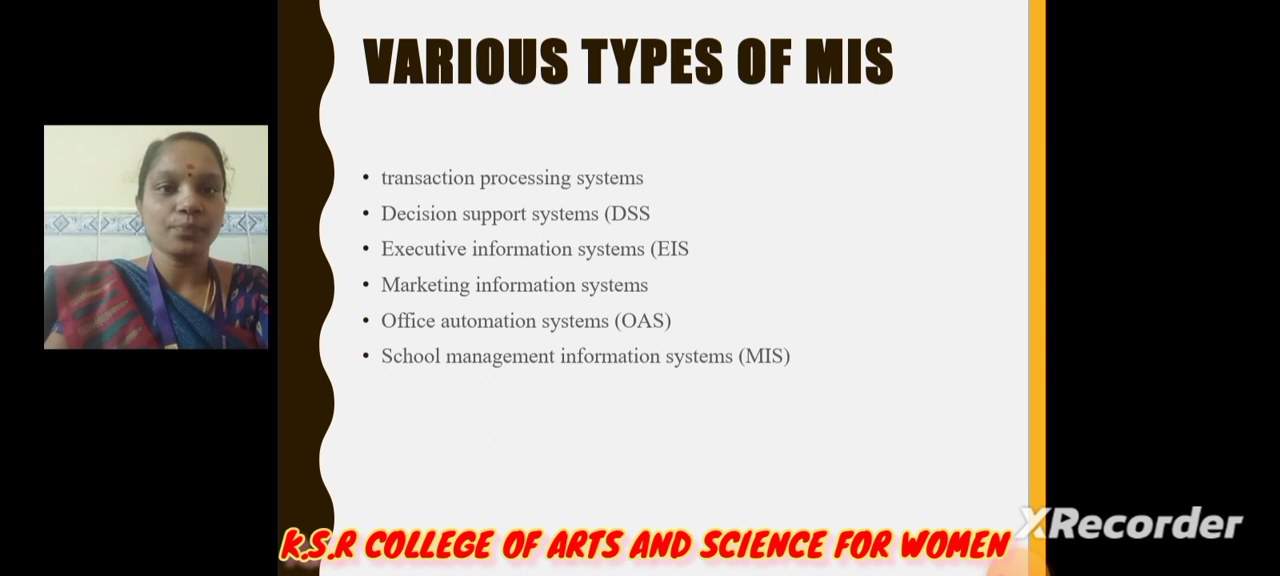 VARIOUS TYPES OF MIS
• transaction processing systems
• Decision support systems (DSS
• Executive information systems (EIS
• Marketing information systems
• Office automation systems (OAS)
• School management information systems (MIS)
K.S.R COLLEGE OF ARTS AND SCIENCE FOR WOMEN
XRecorder